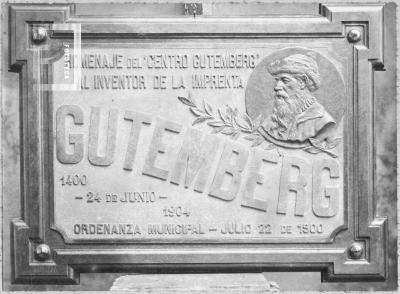 HOMENAJE DEL "CENTRO GUTEMBERG"
AL INVENTOR DE LA IMPRENTA
GUTEMBERG
1400
- 24 DE JUNIO -
1904
ORDENANZA MUNICIPAL - JULIO 22 DE 1900